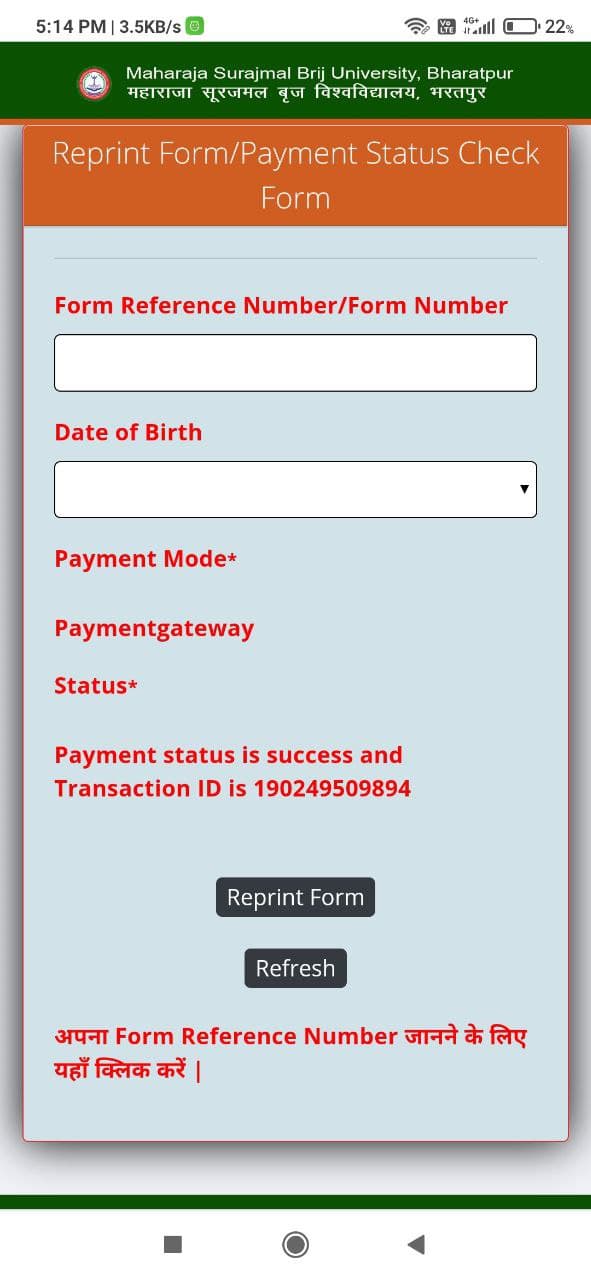 5:14 PM | 3.5KB/s
Vo LTE 4G+ 22%
Maharaja Surajmal Brij University, Bharatpur
महाराजा सूरजमल बृज विश्वविद्यालय, भरतपुर
Reprint Form/Payment Status Check
Form
Form Reference Number/Form Number
Date of Birth
Payment Mode*
Paymentgateway
Status*
Payment status is success and
Transaction ID is 190249509894
Reprint Form
Refresh
अपना Form Reference Number जानने के लिए
यहाँ क्लिक करें |